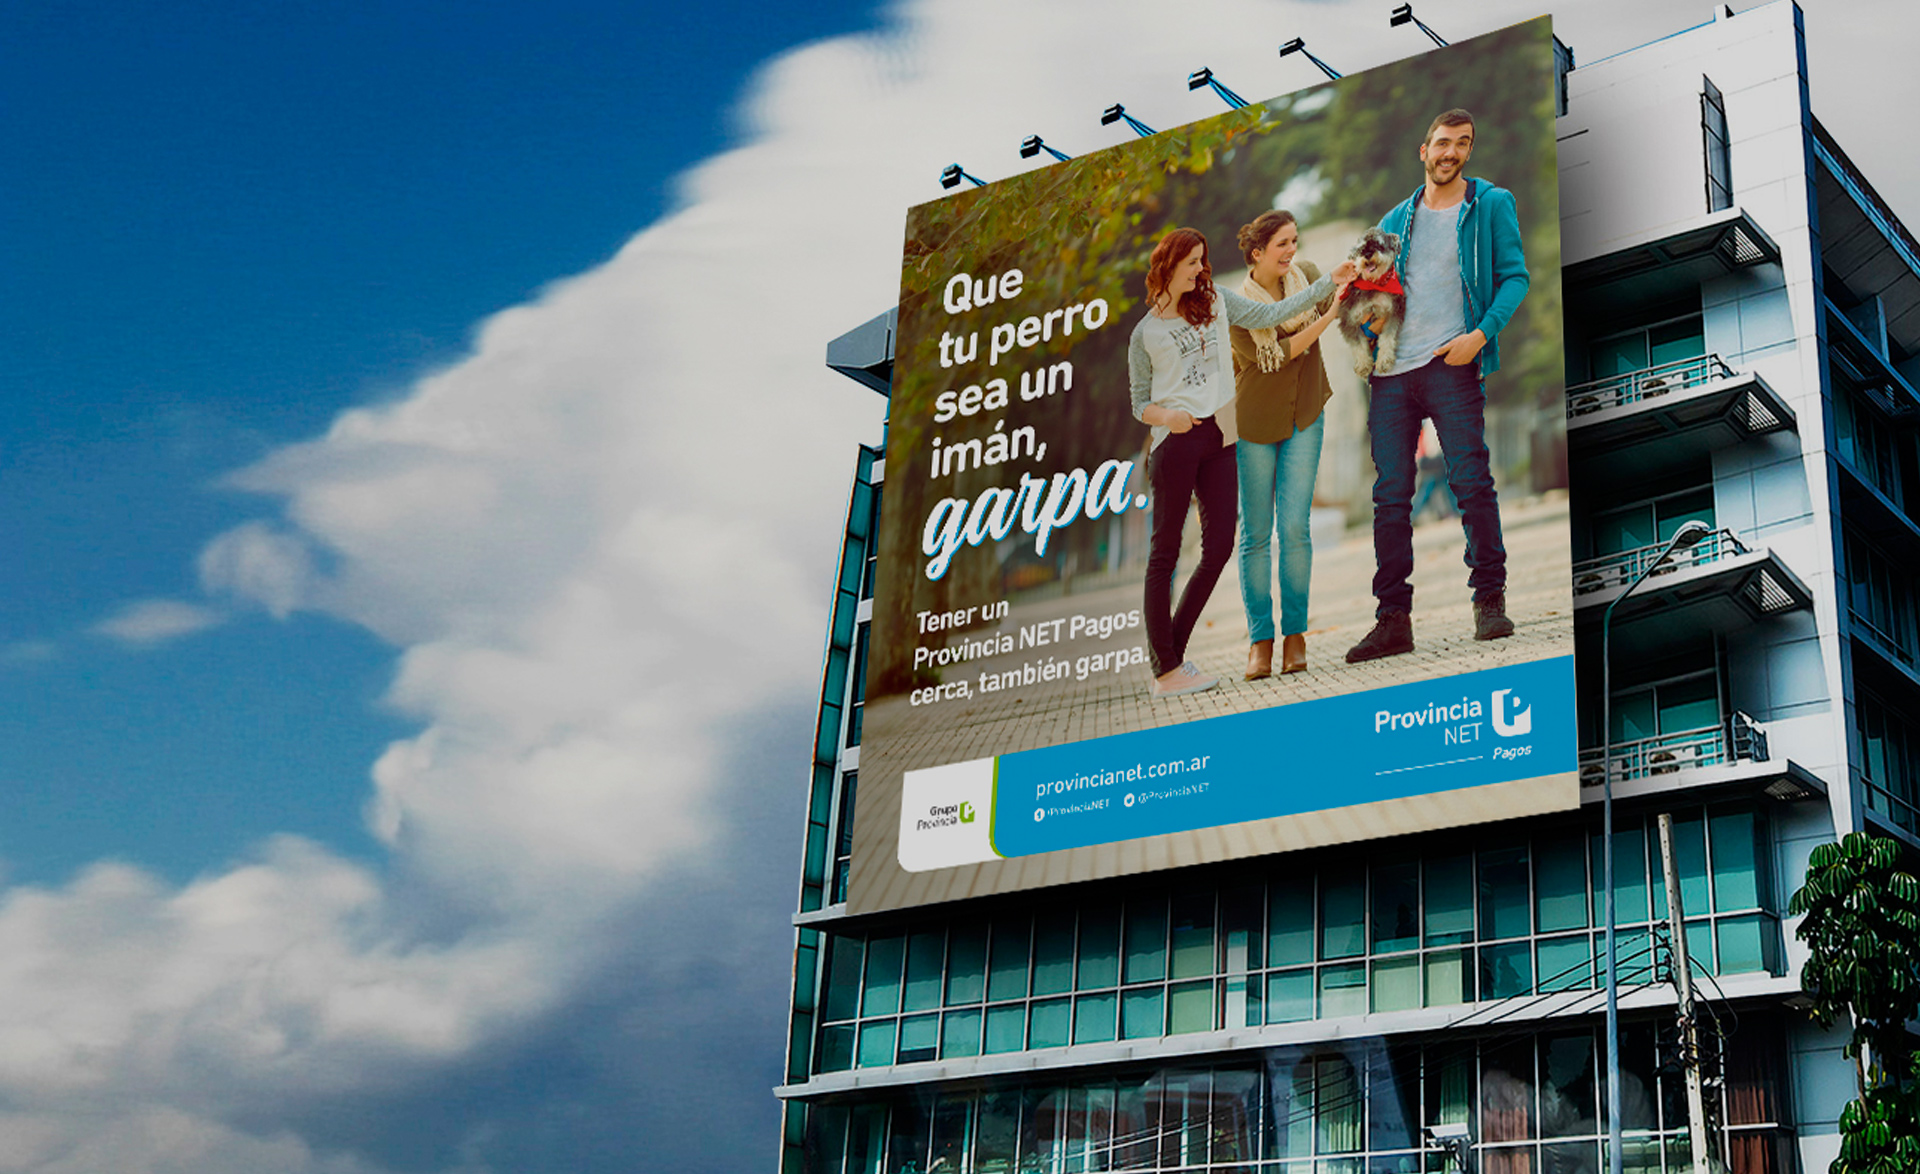 Que
tu perro
sea un
imán,
garpa.
Tener un
Provincia NET Pagos
cerca, también garpa.
Provincia
NET
Pagos
provincianet.com.ar
/ProvinciaNET @ProvinciaNET
Grupo
Provincia